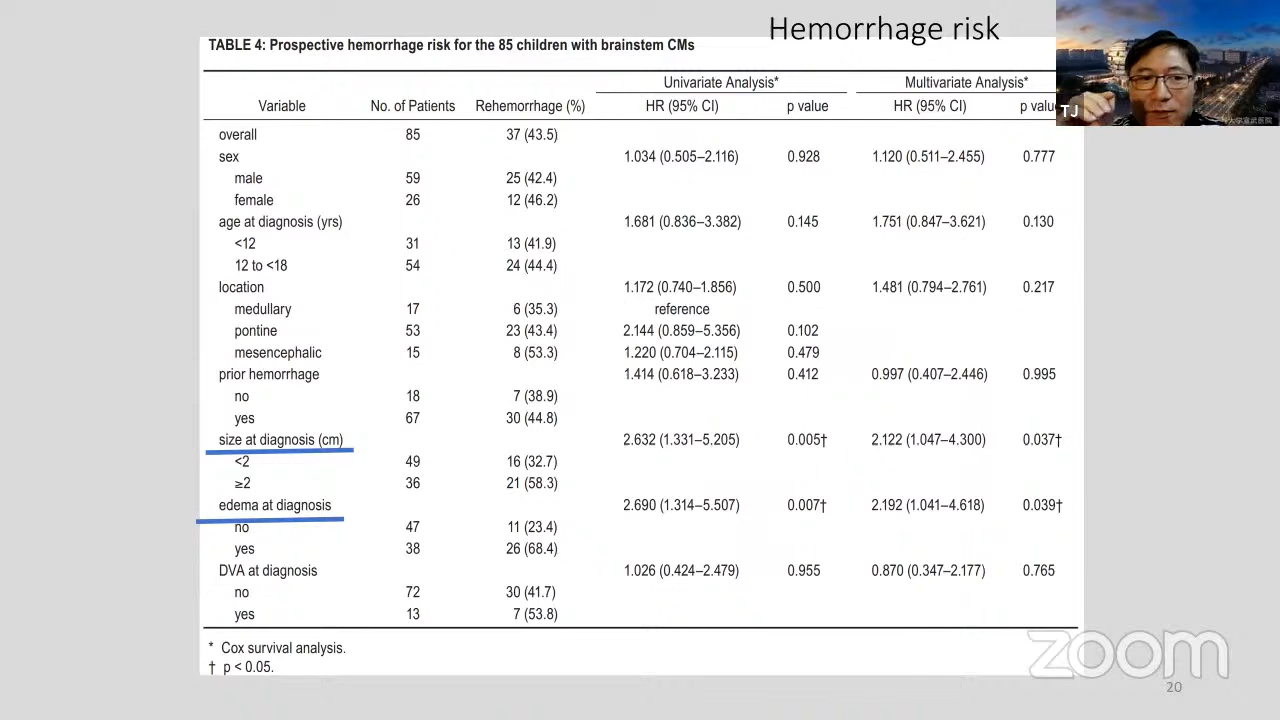 Hemorrhage risk
TABLE 4: Prospective hemorrhage risk for the 85 children with brainstem CMs
Univariate Analysis* Multivariate Analysis*
Variable No. of Patients Rehemorrhage (%) HR (95% CI) p value HR (95% CI) p value
overall 85 37 (43.5)
sex 1.034 (0.505–2.116) 0.928 1.120 (0.511–2.455) 0.777
male 59 25 (42.4)
female 26 12 (46.2)
age at diagnosis (yrs) 1.681 (0.836–3.382) 0.145 1.751 (0.847–3.621) 0.130
<12 31 13 (41.9)
12 to <18 54 24 (44.4)
location 1.172 (0.740–1.856) 0.500 1.481 (0.794–2.761) 0.217
medullary 17 6 (35.3) reference
pontine 53 23 (43.4) 2.144 (0.859–5.356) 0.102
mesencephalic 15 8 (53.3) 1.220 (0.704–2.115) 0.479
prior hemorrhage 1.414 (0.618–3.233) 0.412 0.997 (0.407–2.446) 0.995
no 18 7 (38.9)
yes 67 30 (44.8)
size at diagnosis (cm) 2.632 (1.331–5.205) 0.005† 2.122 (1.047–4.300) 0.037†
<2 49 16 (32.7)
≥2 36 21 (58.3)
edema at diagnosis 2.690 (1.314–5.507) 0.007† 2.192 (1.041–4.618) 0.039†
no 47 11 (23.4)
yes 38 26 (68.4)
DVA at diagnosis 1.026 (0.424–2.479) 0.955 0.870 (0.347–2.177) 0.765
no 72 30 (41.7)
yes 13 7 (53.8)
* Cox survival analysis.
† p < 0.05.
TJ
大学宣武医院
zoom
20